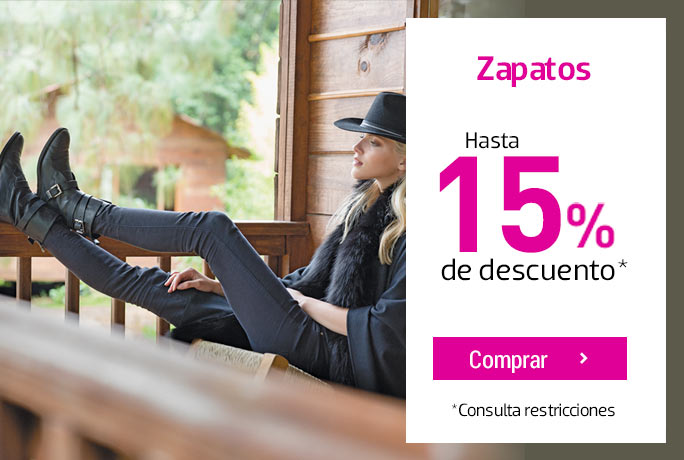 Zapatos
Hasta
15%
de descuento*
Comprar
*Consulta restricciones